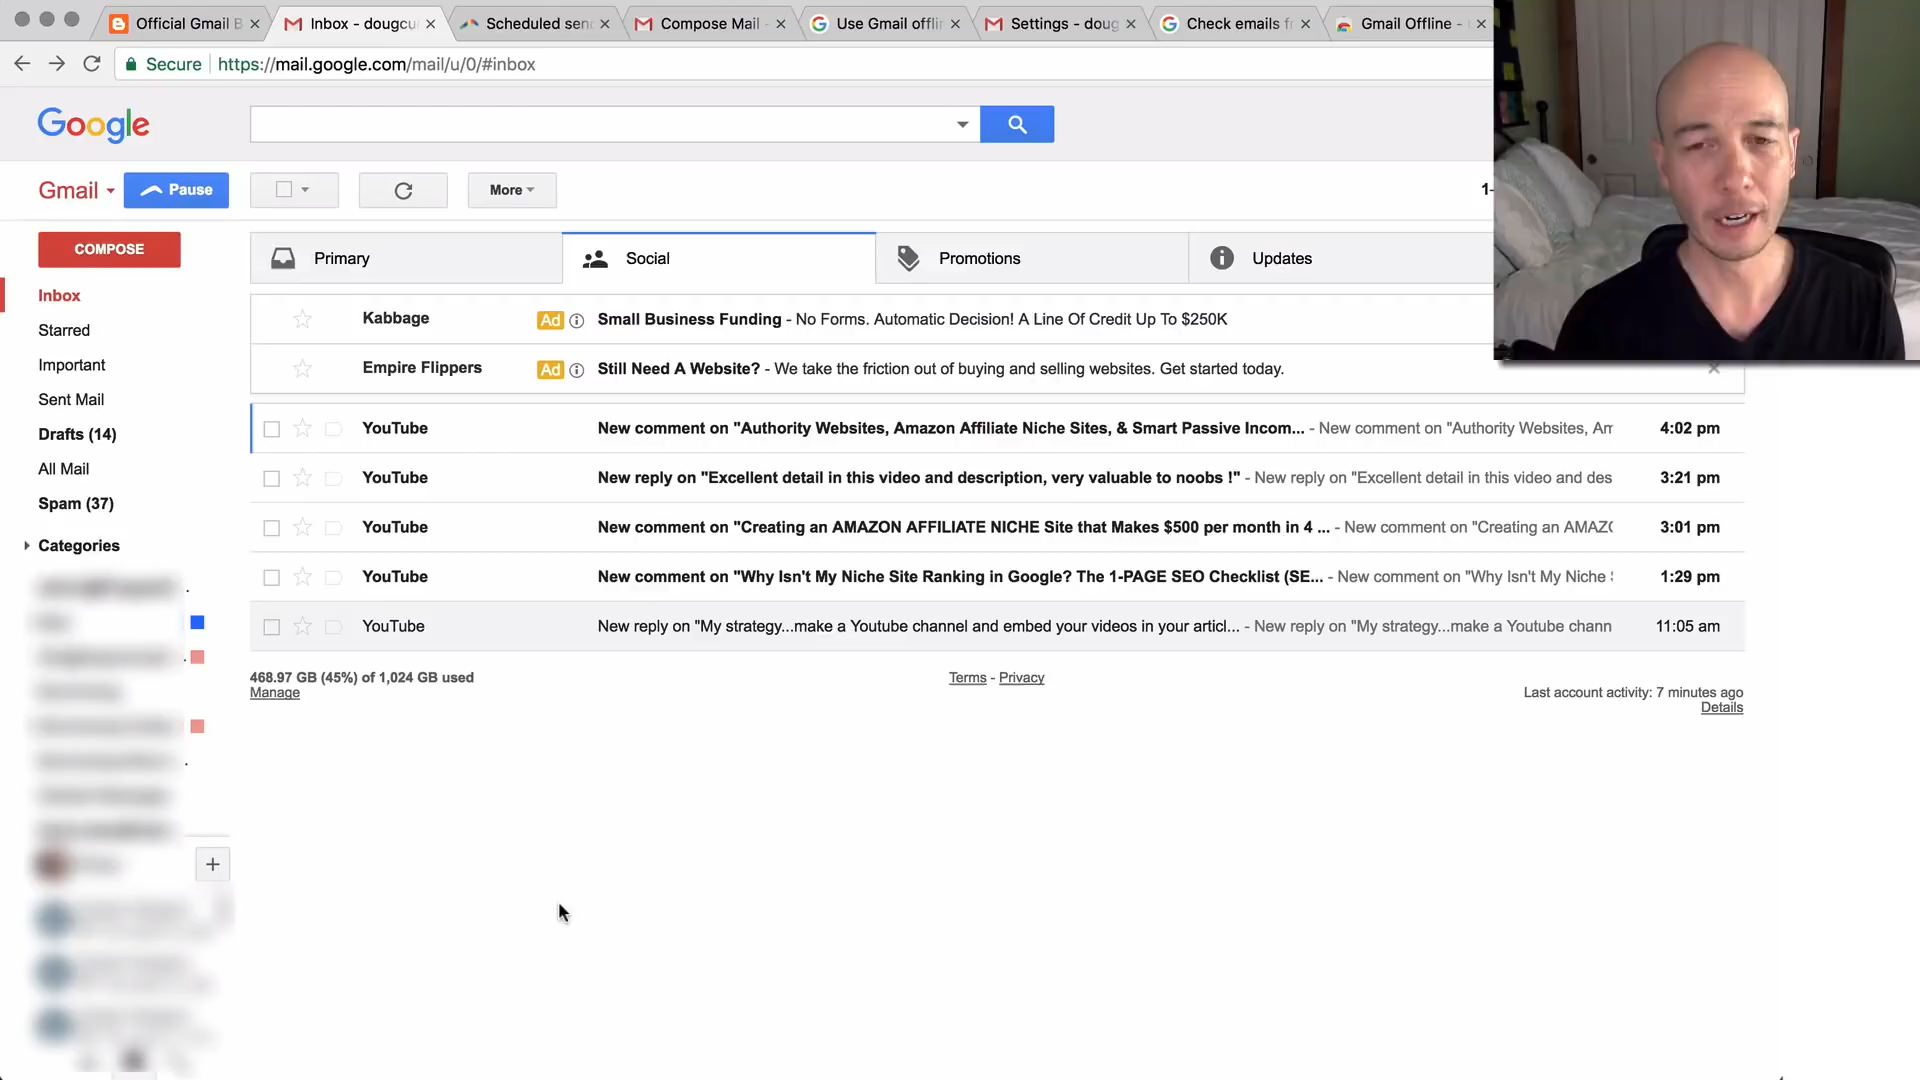 Official Gmail B
Inbox - dougcu
Scheduled sen
Compose Mail -
Use Gmail offli
Settings - doug
Check emails f
Gmail Offline -
Secure
https://mail.google.com/mail/u/0/#inbox
Google
Gmail
Pause
More
1-
COMPOSE
Inbox
Starred
Important
Sent Mail
Drafts (14)
All Mail
Spam (37)
Categories
Primary
Social
Promotions
Updates
Kabbage Ad Small Business Funding - No Forms. Automatic Decision! A Line Of Credit Up To $250K
Empire Flippers Ad Still Need A Website? - We take the friction out of buying and selling websites. Get started today.
YouTube New comment on "Authority Websites, Amazon Affiliate Niche Sites, & Smart Passive Incom... - New comment on "Authority Websites, Am 4:02 pm
YouTube New reply on "Excellent detail in this video and description, very valuable to noobs !" - New reply on "Excellent detail in this video and des 3:21 pm
YouTube New comment on "Creating an AMAZON AFFILIATE NICHE Site that Makes $500 per month in 4 ... - New comment on "Creating an AMAZO 3:01 pm
YouTube New comment on "Why Isn't My Niche Site Ranking in Google? The 1-PAGE SEO Checklist (SE... - New comment on "Why Isn't My Niche 1:29 pm
YouTube New reply on "My strategy...make a Youtube channel and embed your videos in your articl... - New reply on "My strategy...make a Youtube chann 11:05 am
468.97 GB (45%) of 1,024 GB used
Manage
Terms - Privacy
Last account activity: 7 minutes ago
Details